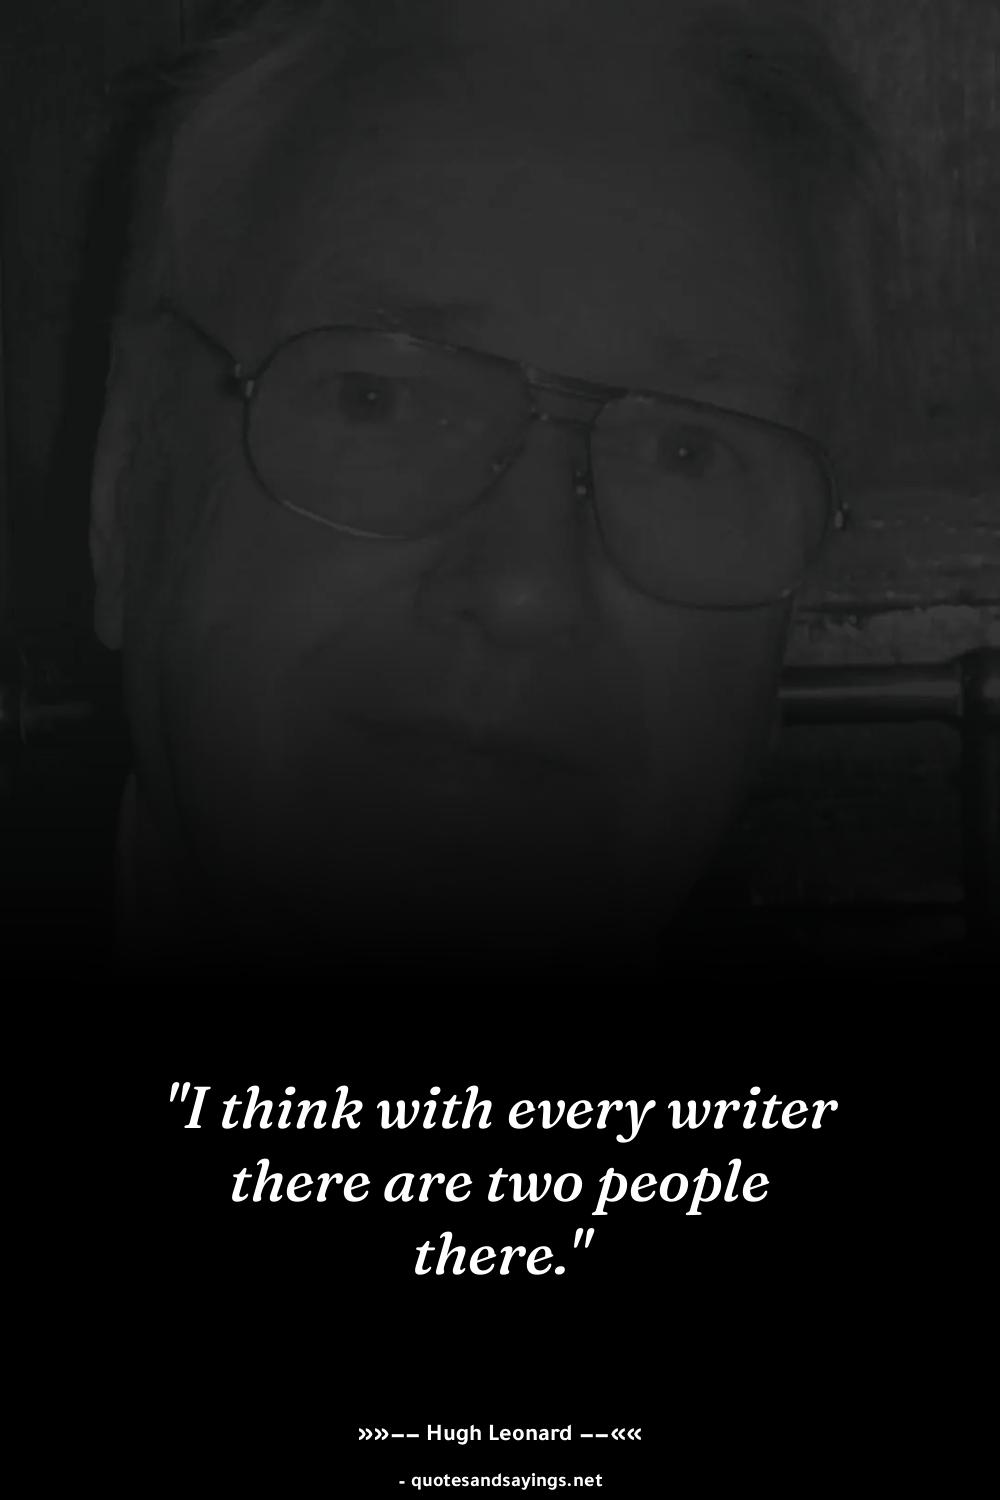 "I think with every writer
there are two people
there."
»»–– Hugh Leonard ––««
- quotesandsayings.net